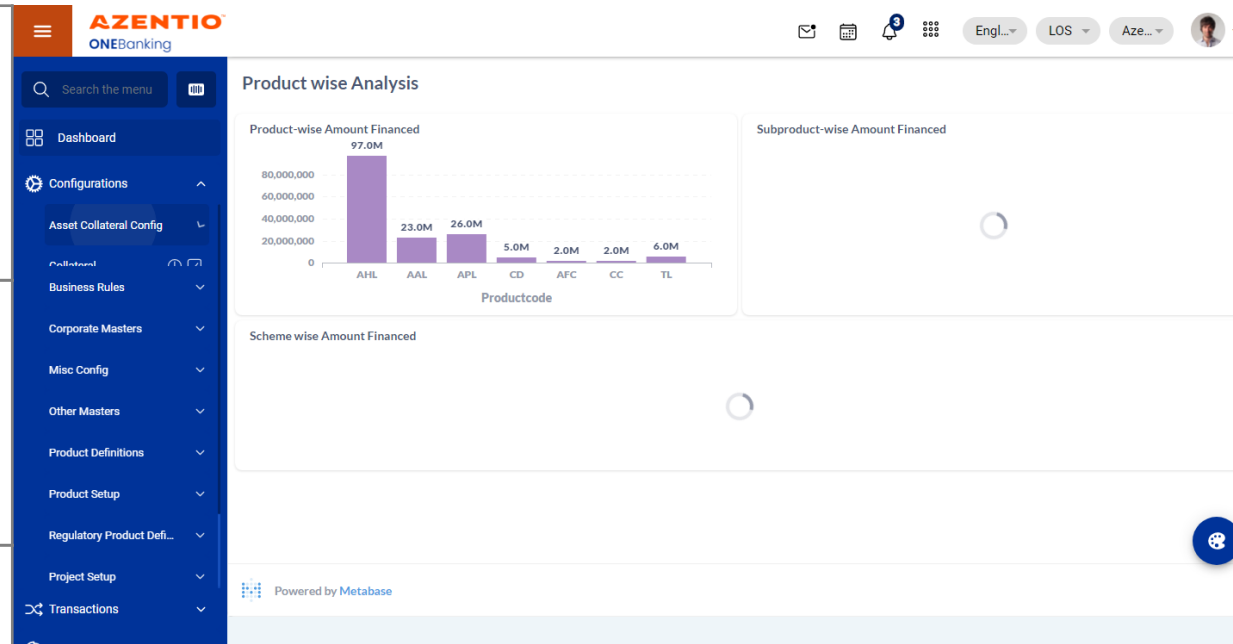 AZENTIO
ONEBanking
3
Engl...
LOS
Aze...
Search the menu
Dashboard
Configurations
Asset Collateral Config
Collateral
Business Rules
Corporate Masters
Misc Config
Other Masters
Product Definitions
Product Setup
Regulatory Product Defi...
Project Setup
Transactions
Product wise Analysis
Product-wise Amount Financed
97.0M
80,000,000
60,000,000
40,000,000
20,000,000
0
23.0M
26.0M
5.0M
2.0M
2.0M
6.0M
AHL AAL APL CD AFC CC TL
Productcode
Subproduct-wise Amount Financed
Scheme wise Amount Financed
Powered by Metabase